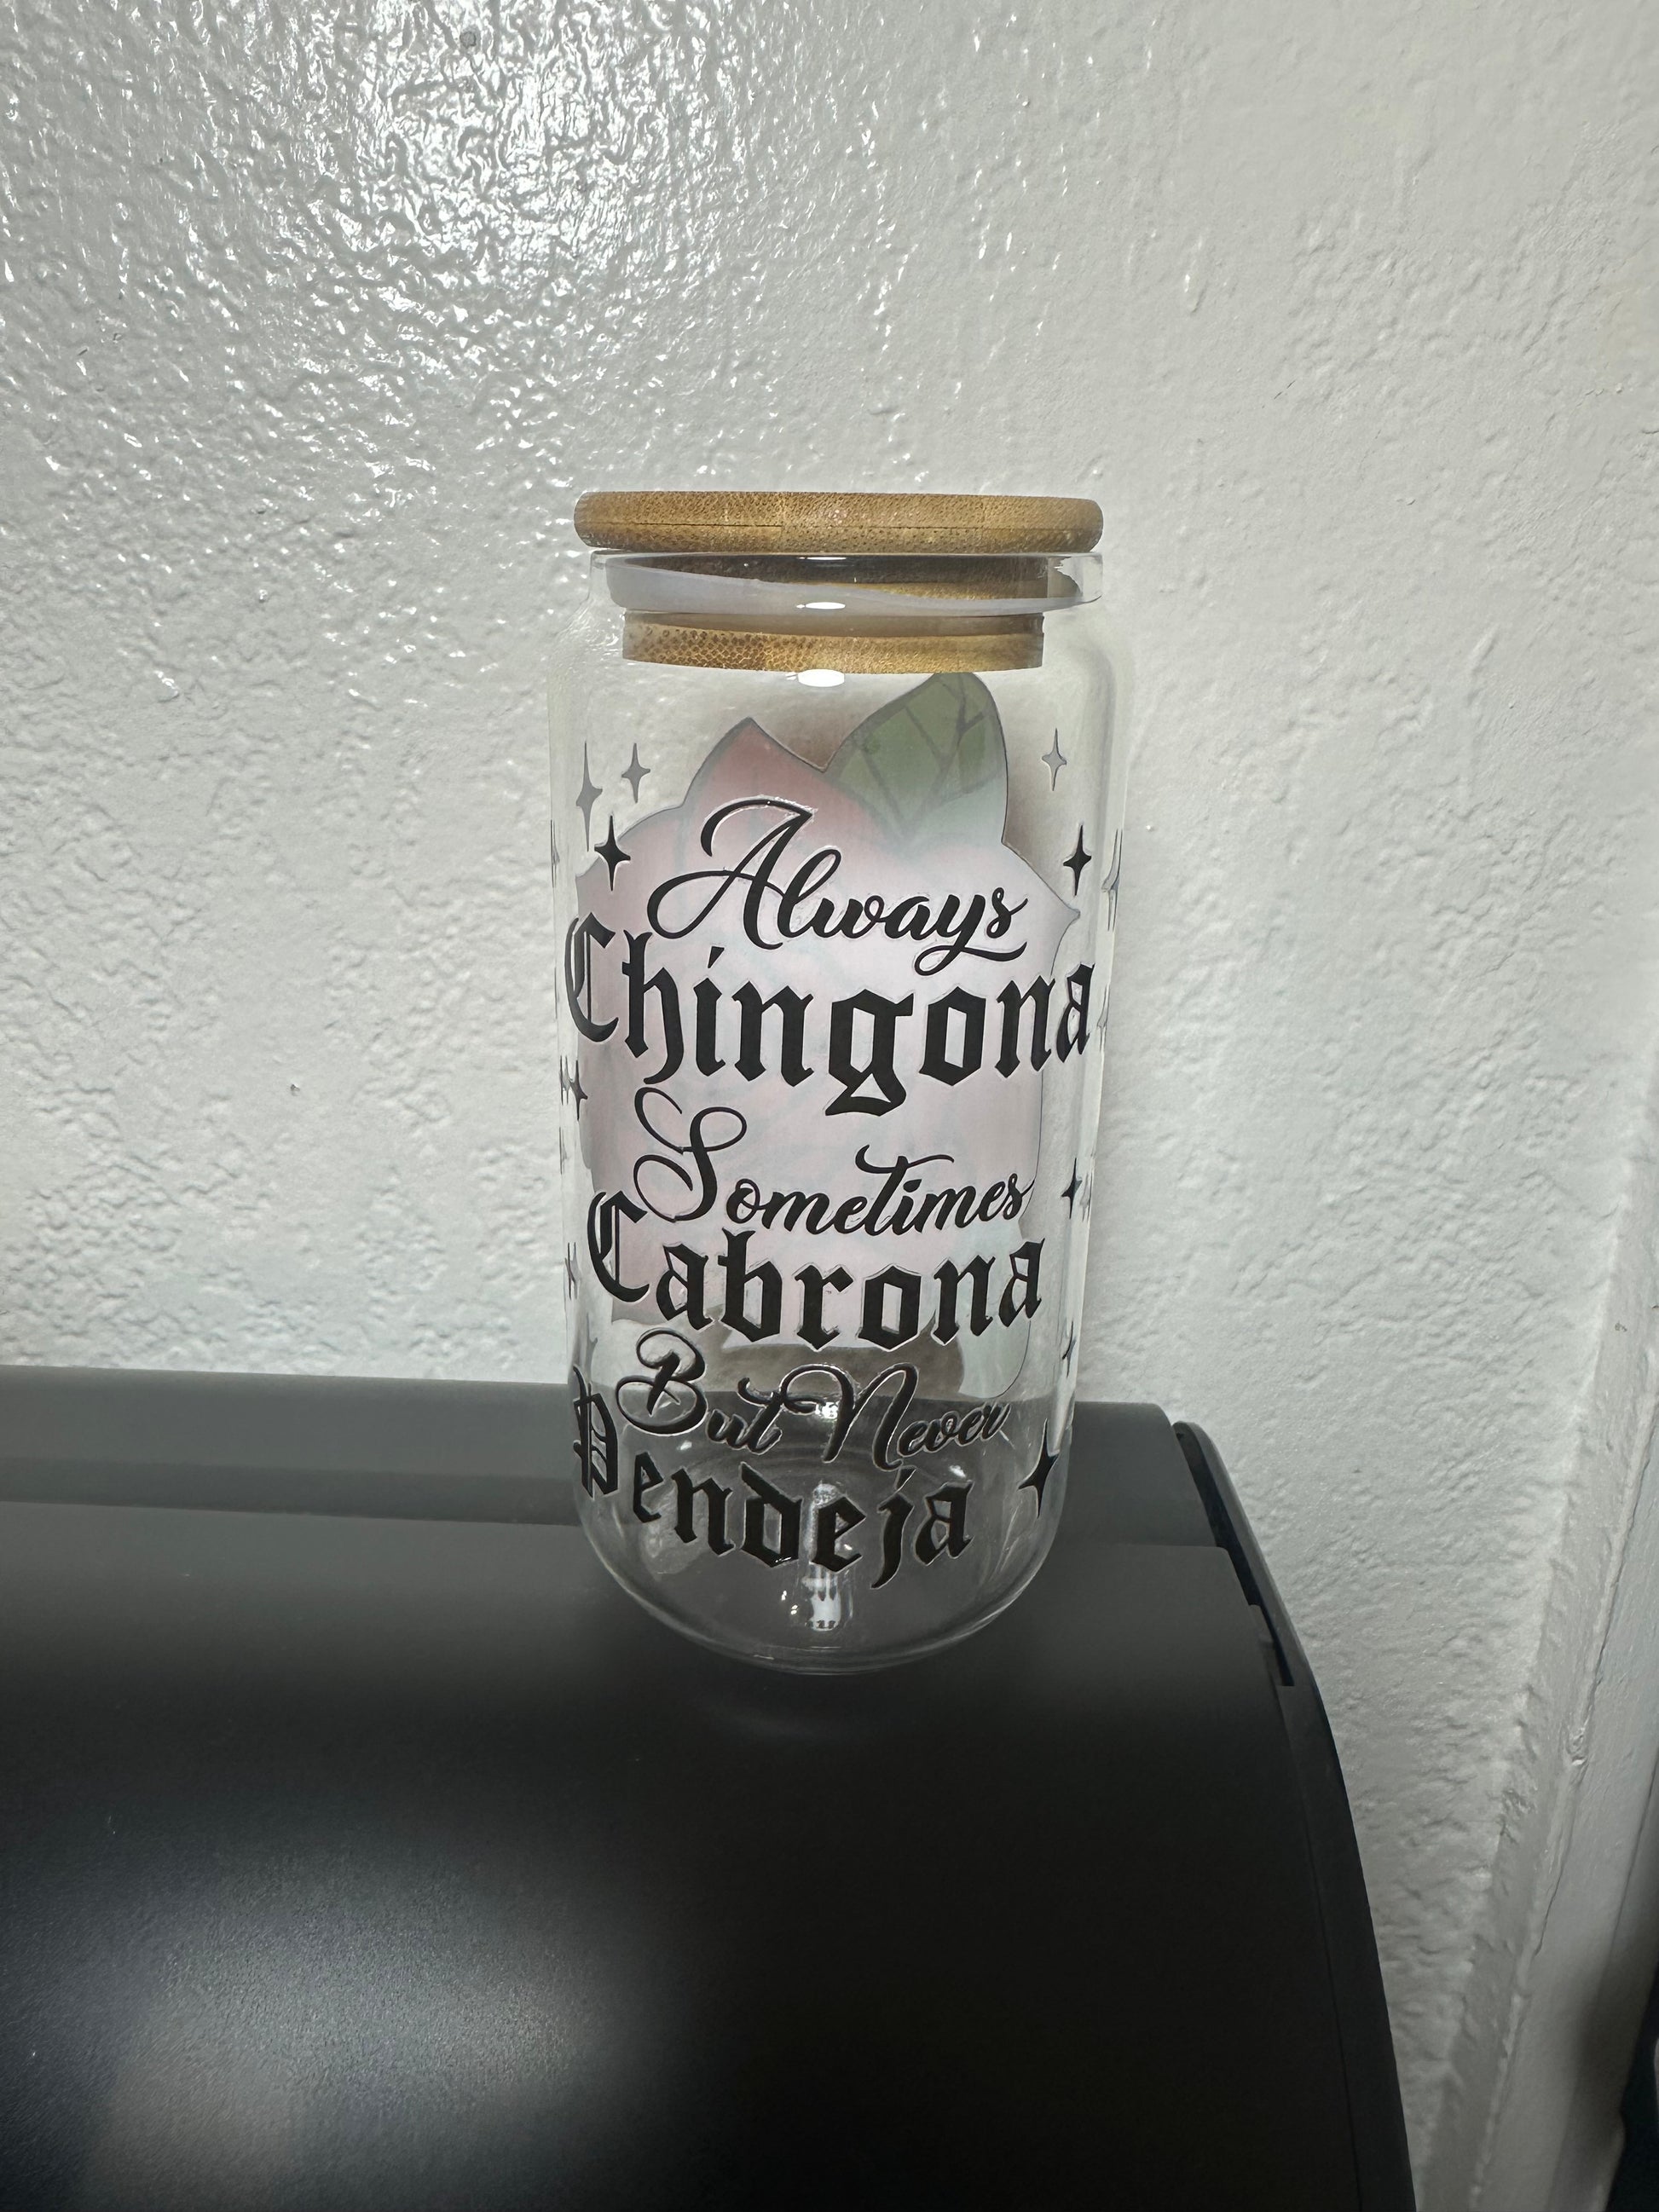 Always
Chingona
Sometimes
Cabrona
But Never
Pendeja